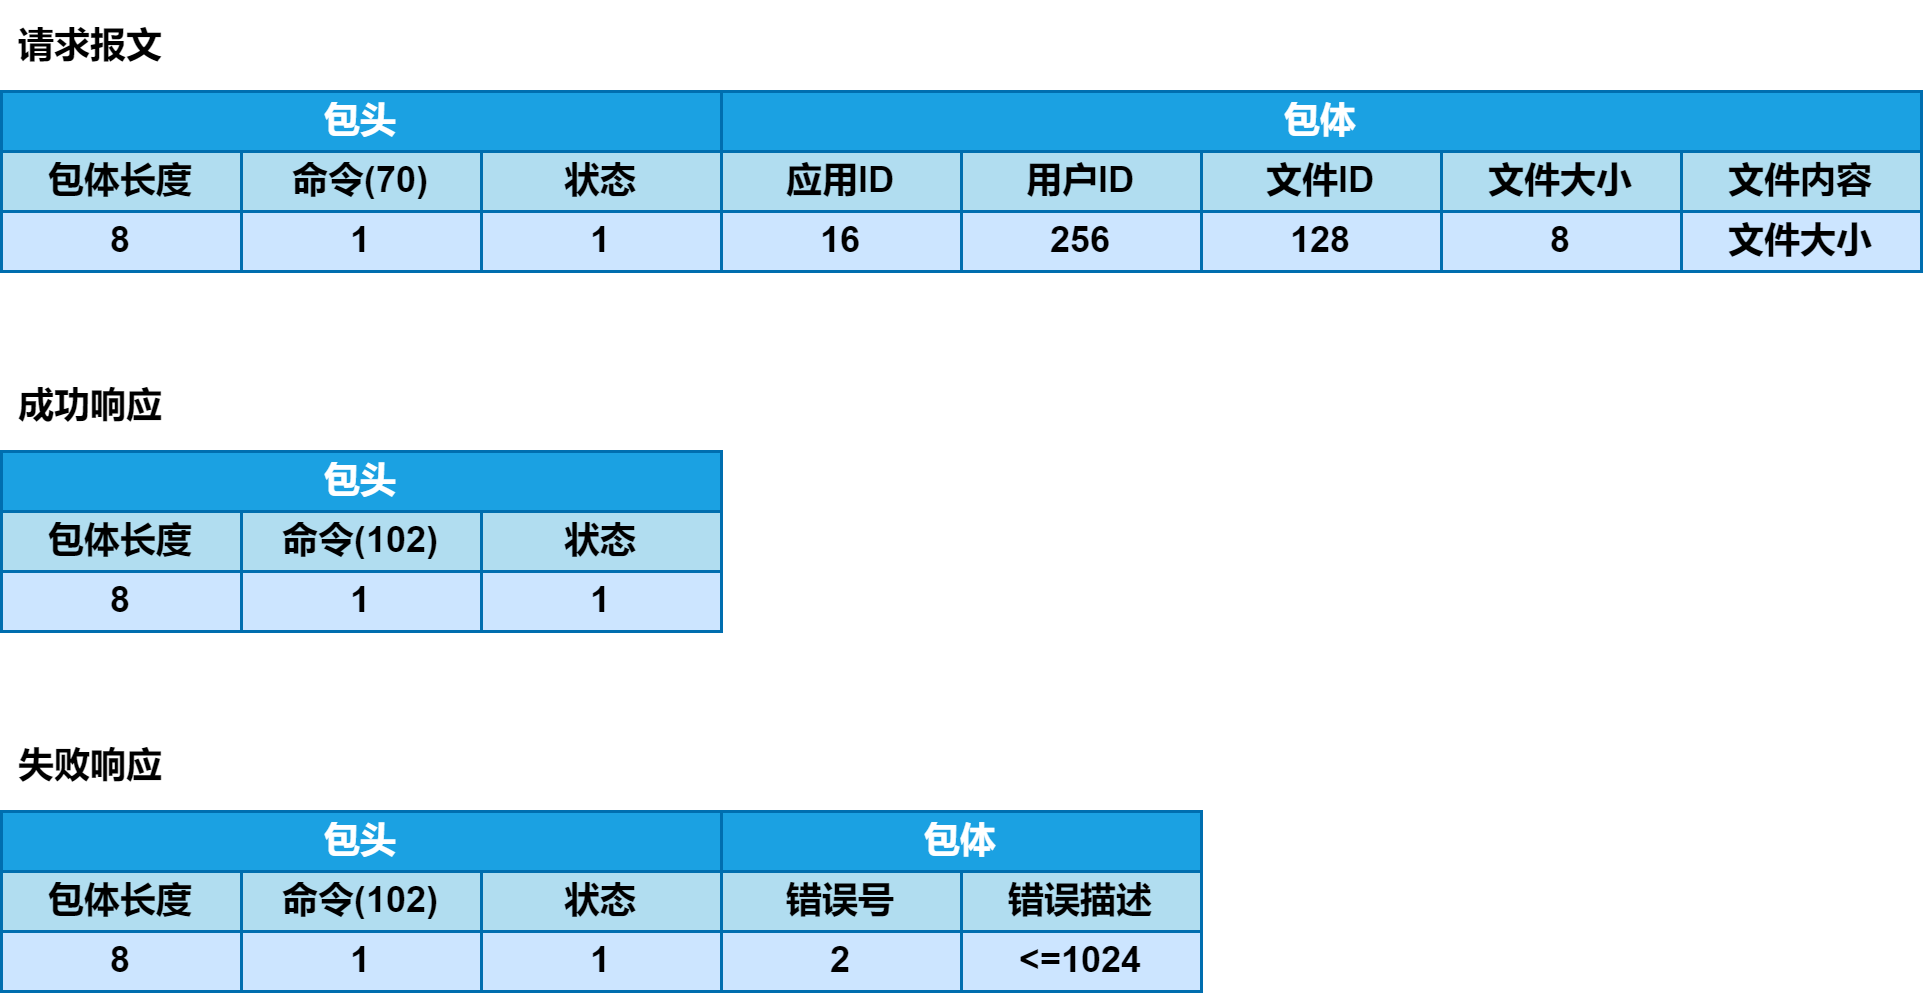 请求报文
包头 包体
包体长度 命令(70) 状态 应用ID 用户ID 文件ID 文件大小 文件内容
8 1 1 16 256 128 8 文件大小
成功响应
包头
包体长度 命令(102) 状态
8 1 1
失败响应
包头 包体
包体长度 命令(102) 状态 错误号 错误描述
8 1 1 2 <=1024